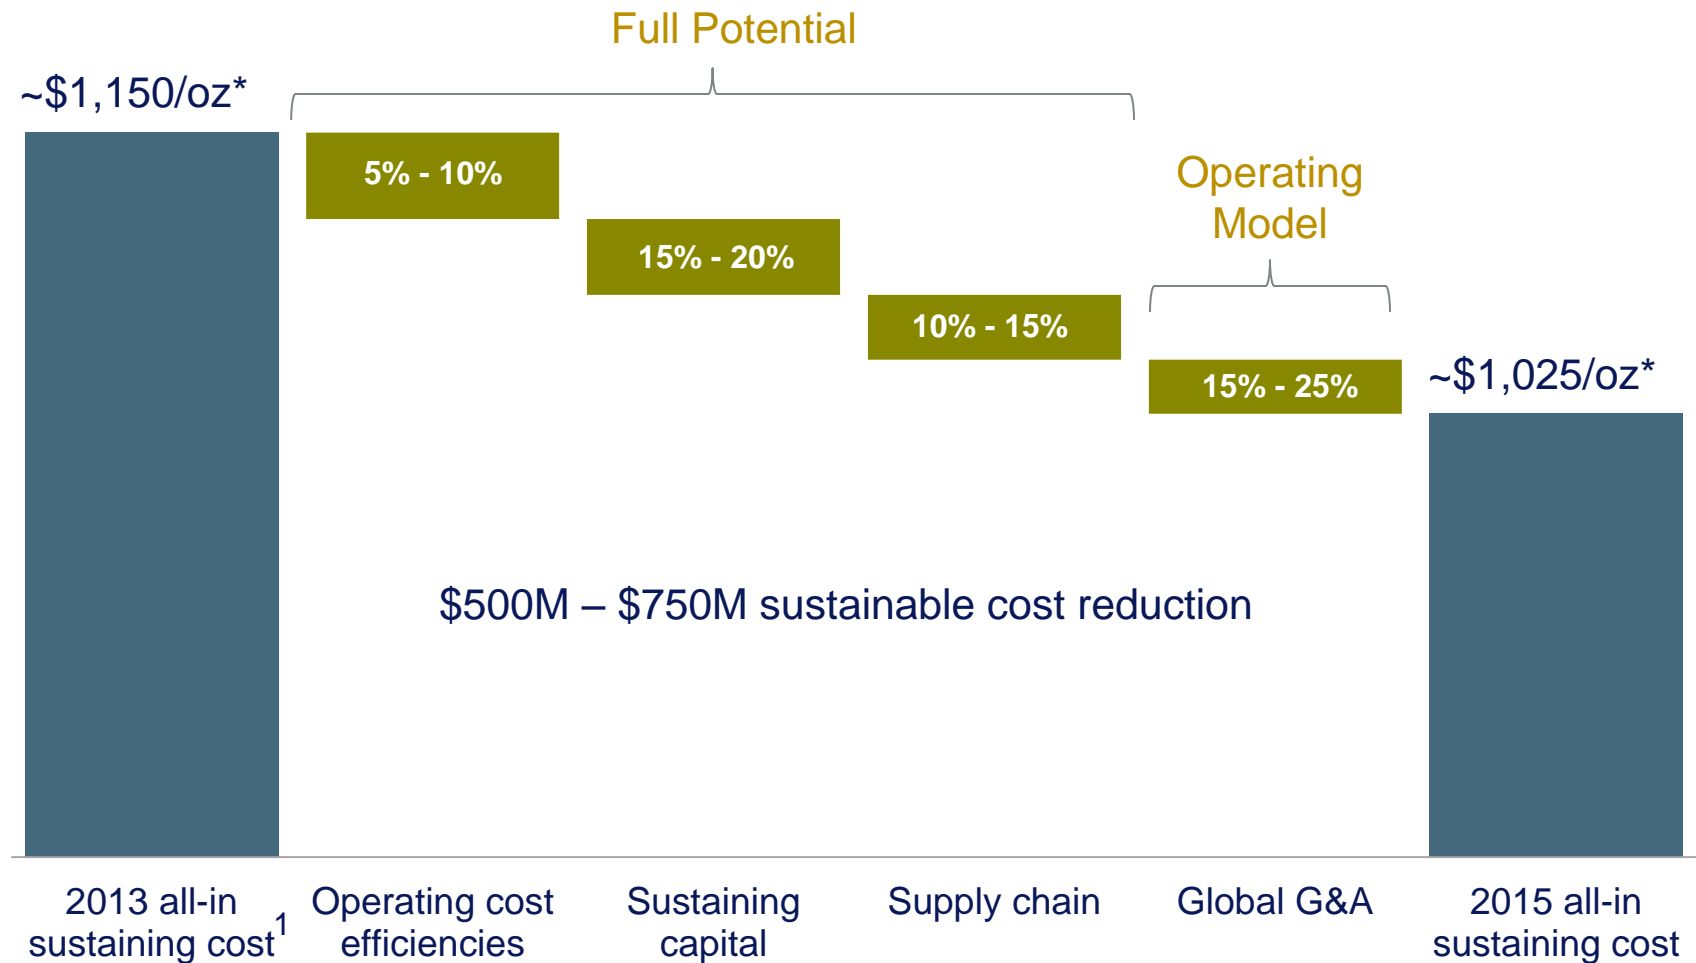 Full Potential
~$1,150/oz*
5% - 10%
Operating
Model
15% - 20%
10% - 15%
15% - 25%
~$1,025/oz*
$500M – $750M sustainable cost reduction
2013 all-in
sustaining cost1
Operating cost
efficiencies
Sustaining
capital
Supply chain
Global G&A
2015 all-in
sustaining cost